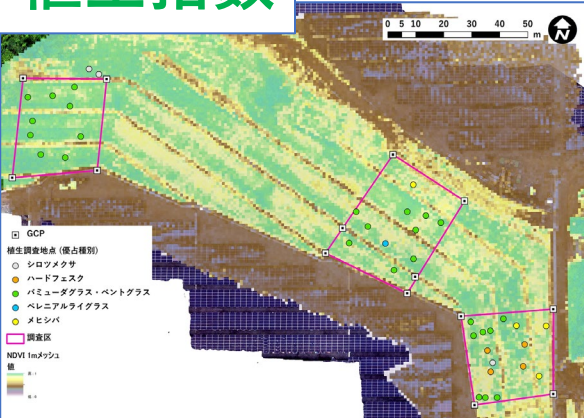 植生指数
0 5 10 20 30 40 50
m
N
GCP
植生調査地点 (優占種別)
シロツメクサ
ハードフェスク
バミューダグラス・ベントグラス
ペレニアルライグラス
メヒシバ
調査区
NDVI 1mメッシュ
値